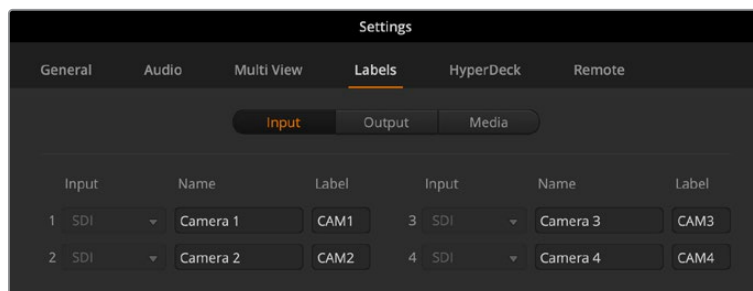 Settings
General Audio Multi View Labels HyperDeck Remote
Input Output Media
Input Name Label Input Name Label
1 SDI Camera 1 CAM1 3 SDI Camera 3 CAM3
2 SDI Camera 2 CAM2 4 SDI Camera 4 CAM4